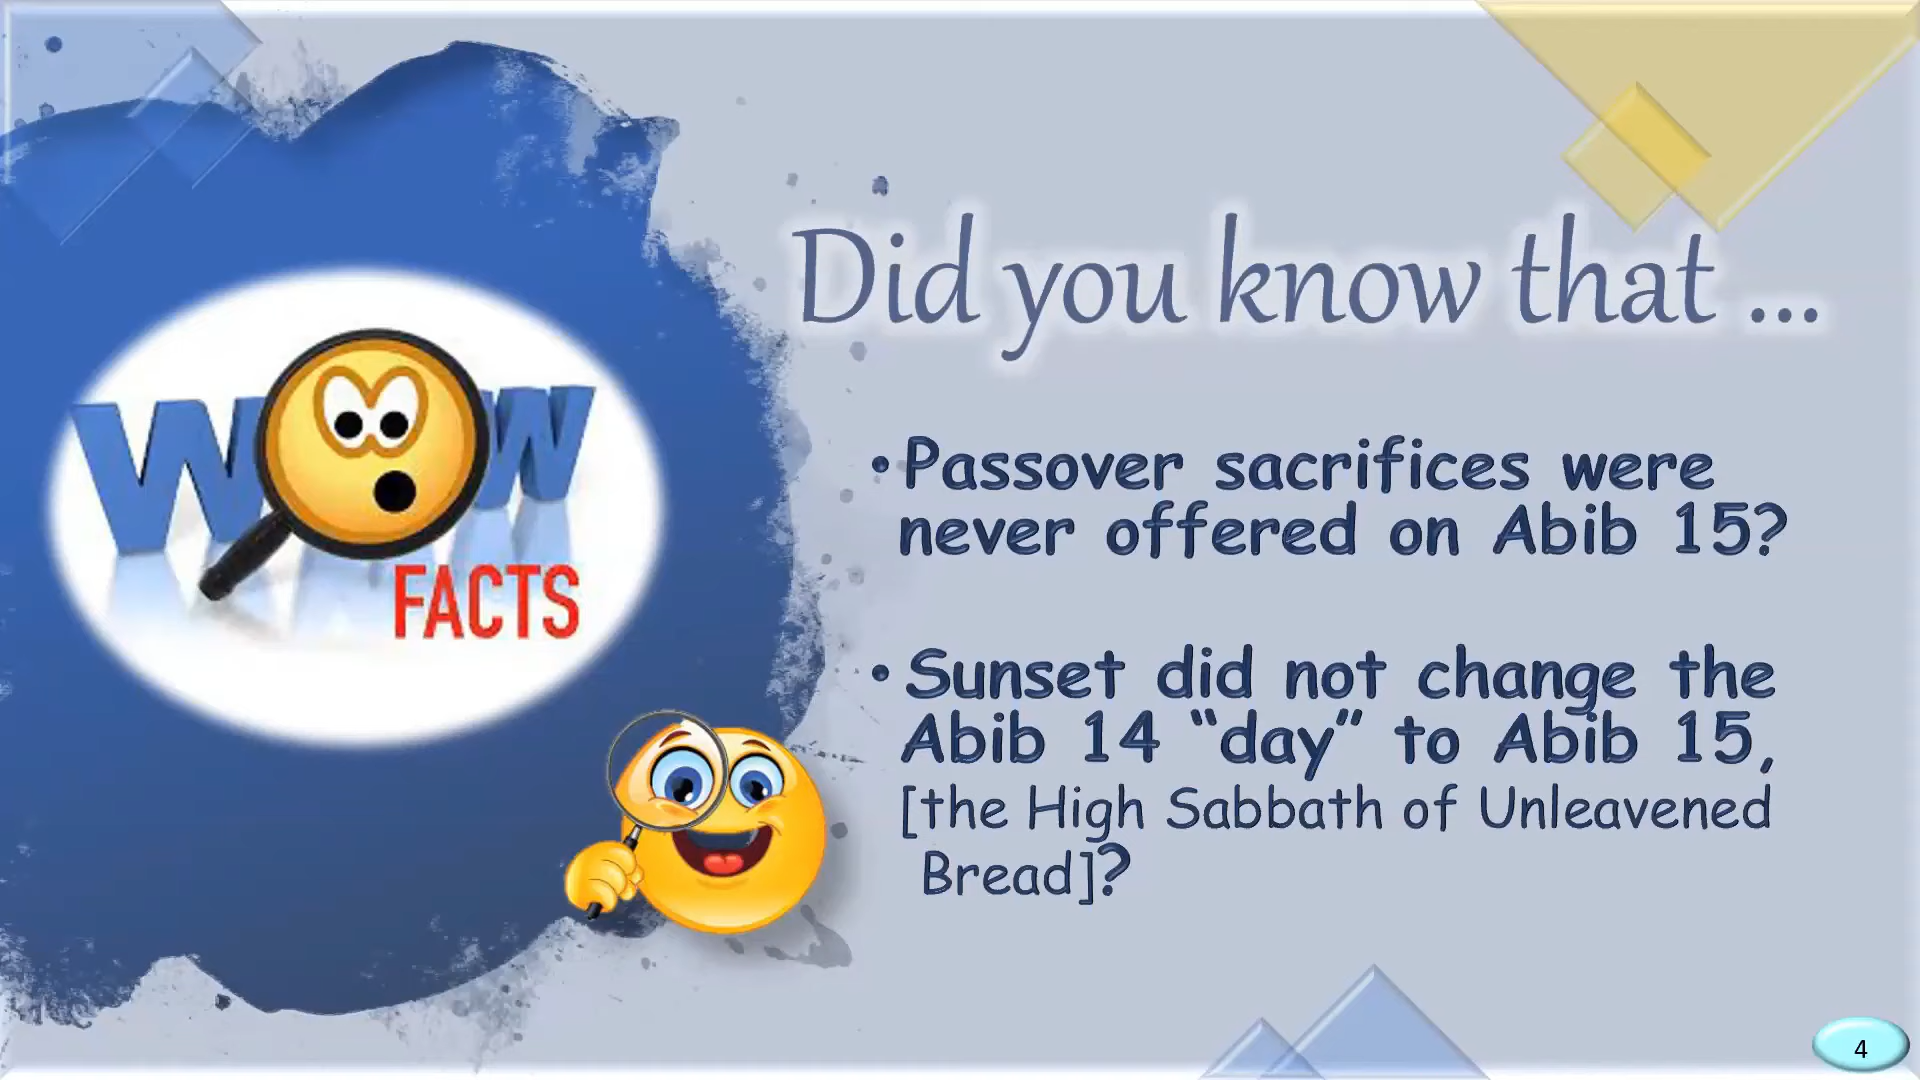 Did you know that ...
WOW
FACTS
•Passover sacrifices were
never offered on Abib 15?
•Sunset did not change the
Abib 14 “day” to Abib 15,
[the High Sabbath of Unleavened
Bread]?
4